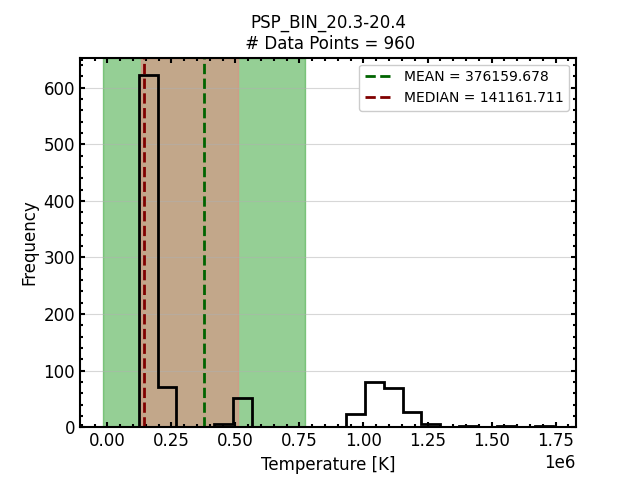 PSP_BIN_20.3-20.4
# Data Points = 960
MEAN = 376159.678
MEDIAN = 141161.711
Frequency
600
500
400
300
200
100
0
0.00 0.25 0.50 0.75 1.00 1.25 1.50 1.75
1e6
Temperature [K]